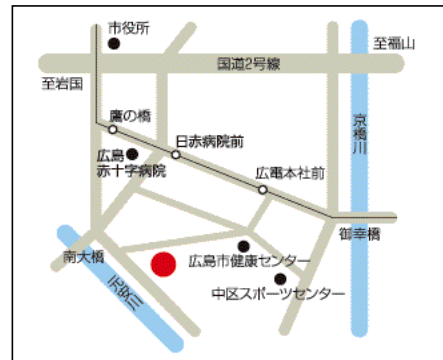 市役所
至福山
国道2号線
至岩国
鷹の橋
日赤病院前
京橋川
広島
赤十字病院
広電本社前
御幸橋
南大橋
広島市健康センター
元安川
中区スポーツセンター